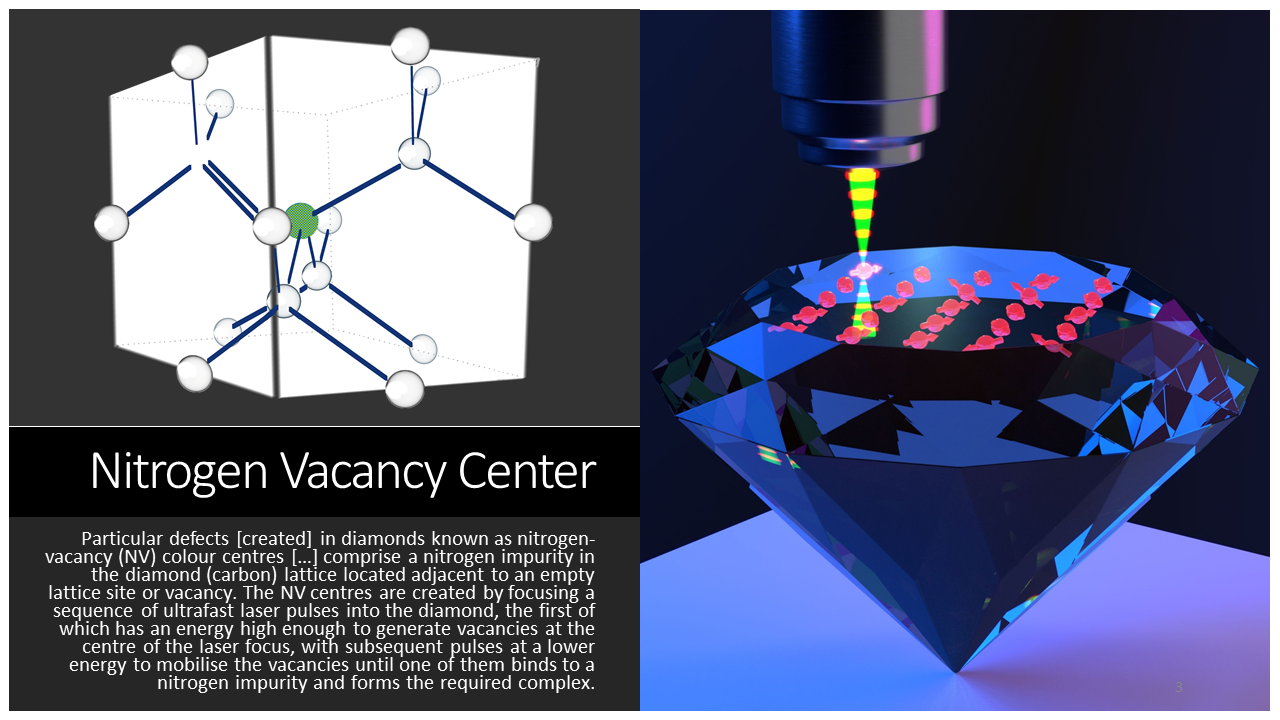 Nitrogen Vacancy Center
Particular defects [created] in diamonds known as nitrogen-
vacancy (NV) colour centres [...] comprise a nitrogen impurity in
the diamond (carbon) lattice located adjacent to an empty
lattice site or vacancy. The NV centres are created by focusing a
sequence of ultrafast laser pulses into the diamond, the first of
which has an energy high enough to generate vacancies at the
centre of the laser focus, with subsequent pulses at a lower
energy to mobilise the vacancies until one of them binds to a
nitrogen impurity and forms the required complex.
3